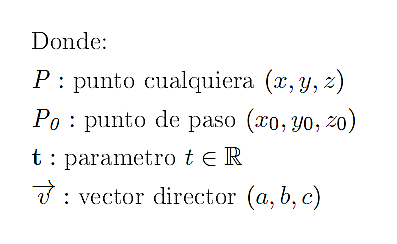 Donde:
P : punto cualquiera (x, y, z)
P₀ : punto de paso (x₀, y₀, z₀)
t : parametro t ∈ ℝ
v⃗ : vector director (a, b, c)